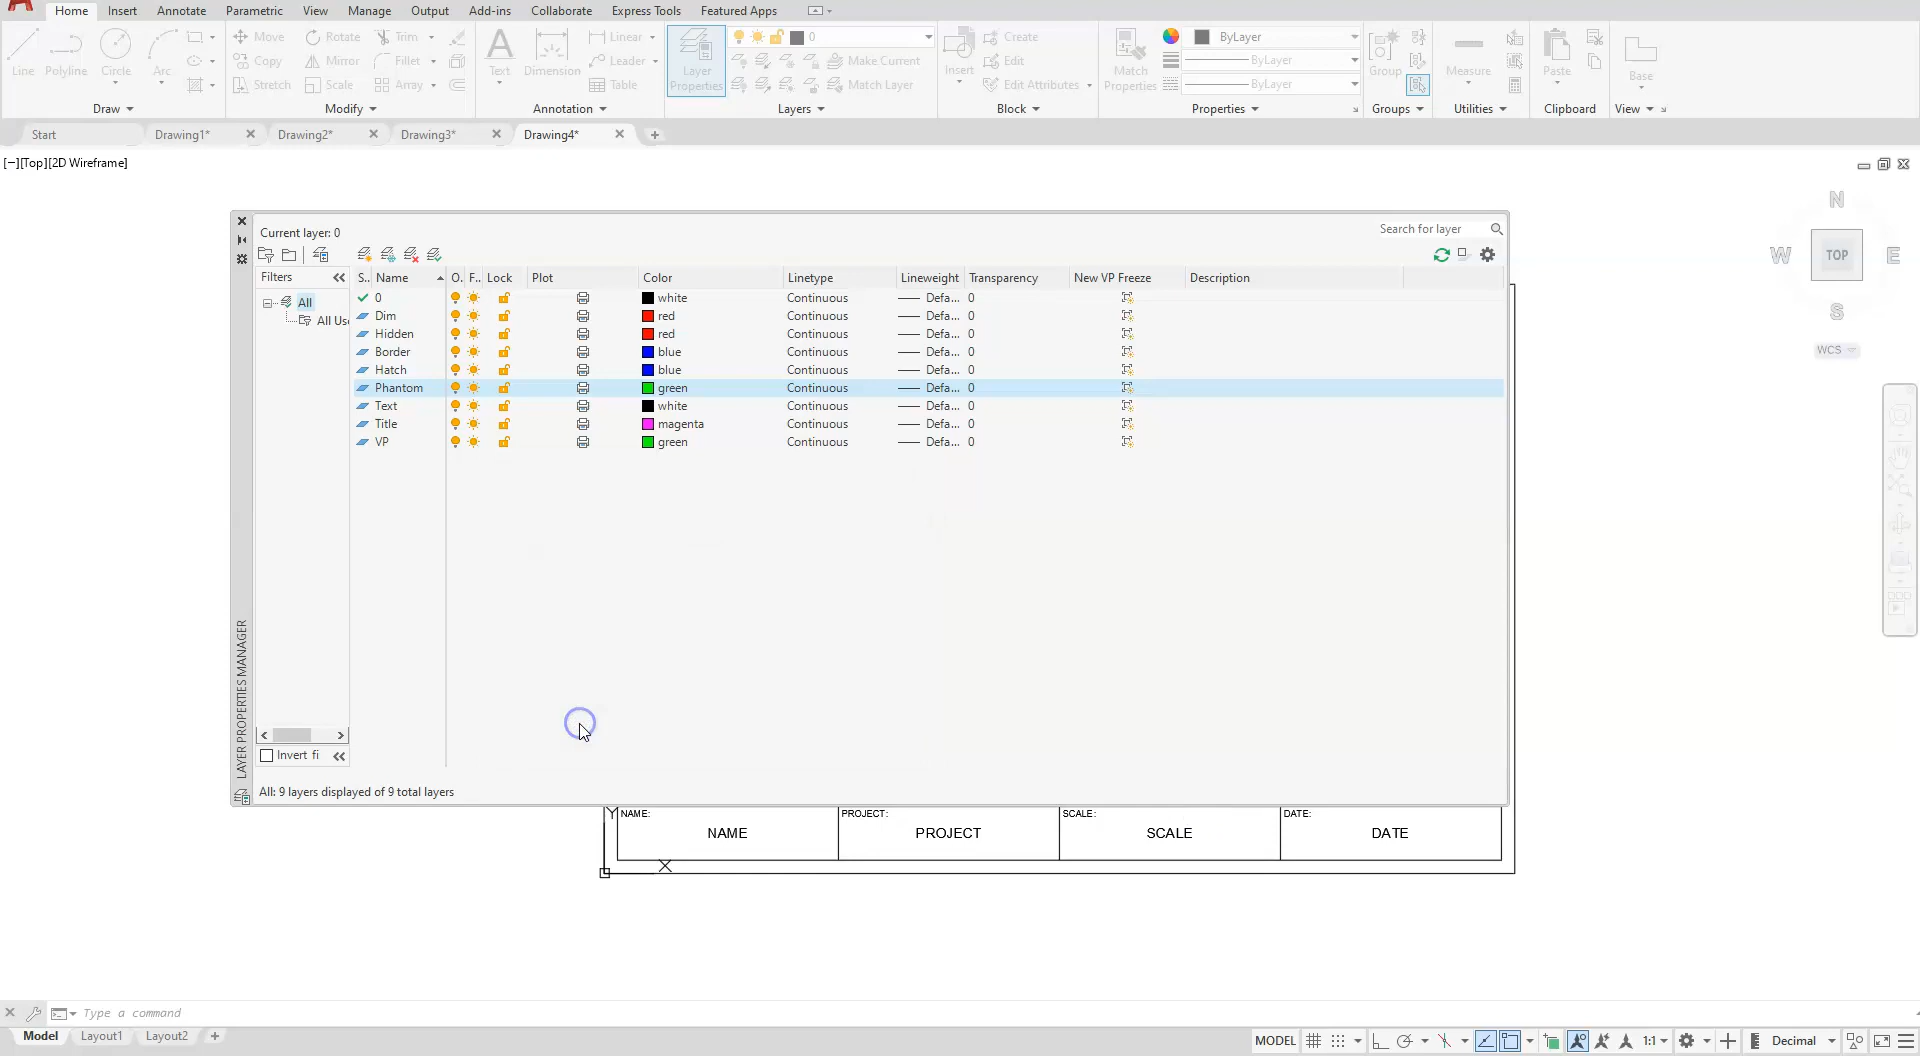 Home Insert Annotate Parametric View Manage Output Add-ins Collaborate Express Tools Featured Apps
Line Polyline Circle Arc
Move Rotate Trim
Copy Mirror Fillet
Stretch Scale Array
Text Dimension
Linear
Leader
Table
Layer Properties
0
Make Current
Match Layer
Insert
Create
Edit
Edit Attributes
Match Properties
ByLayer
ByLayer
ByLayer
Group
Measure
Paste
Base
Draw Modify Annotation Layers Block Properties Groups Utilities Clipboard View
Start Drawing1* Drawing2* Drawing3* Drawing4*
[−][Top][2D Wireframe]
N
W TOP E
S
WCS
Current layer: 0
Search for layer
Filters
All
All Use
S.. Name O. F.. Lock Plot Color Linetype Lineweight Transparency New VP Freeze Description
0 white Continuous Defa... 0
Dim red Continuous Defa... 0
Hidden red Continuous Defa... 0
Border blue Continuous Defa... 0
Hatch blue Continuous Defa... 0
Phantom green Continuous Defa... 0
Text white Continuous Defa... 0
Title magenta Continuous Defa... 0
VP green Continuous Defa... 0
Invert fi
LAYER PROPERTIES MANAGER
All: 9 layers displayed of 9 total layers
Y
NAME: PROJECT: SCALE: DATE:
NAME PROJECT SCALE DATE
X
Type a command
Model Layout1 Layout2
MODEL 1:1 Decimal